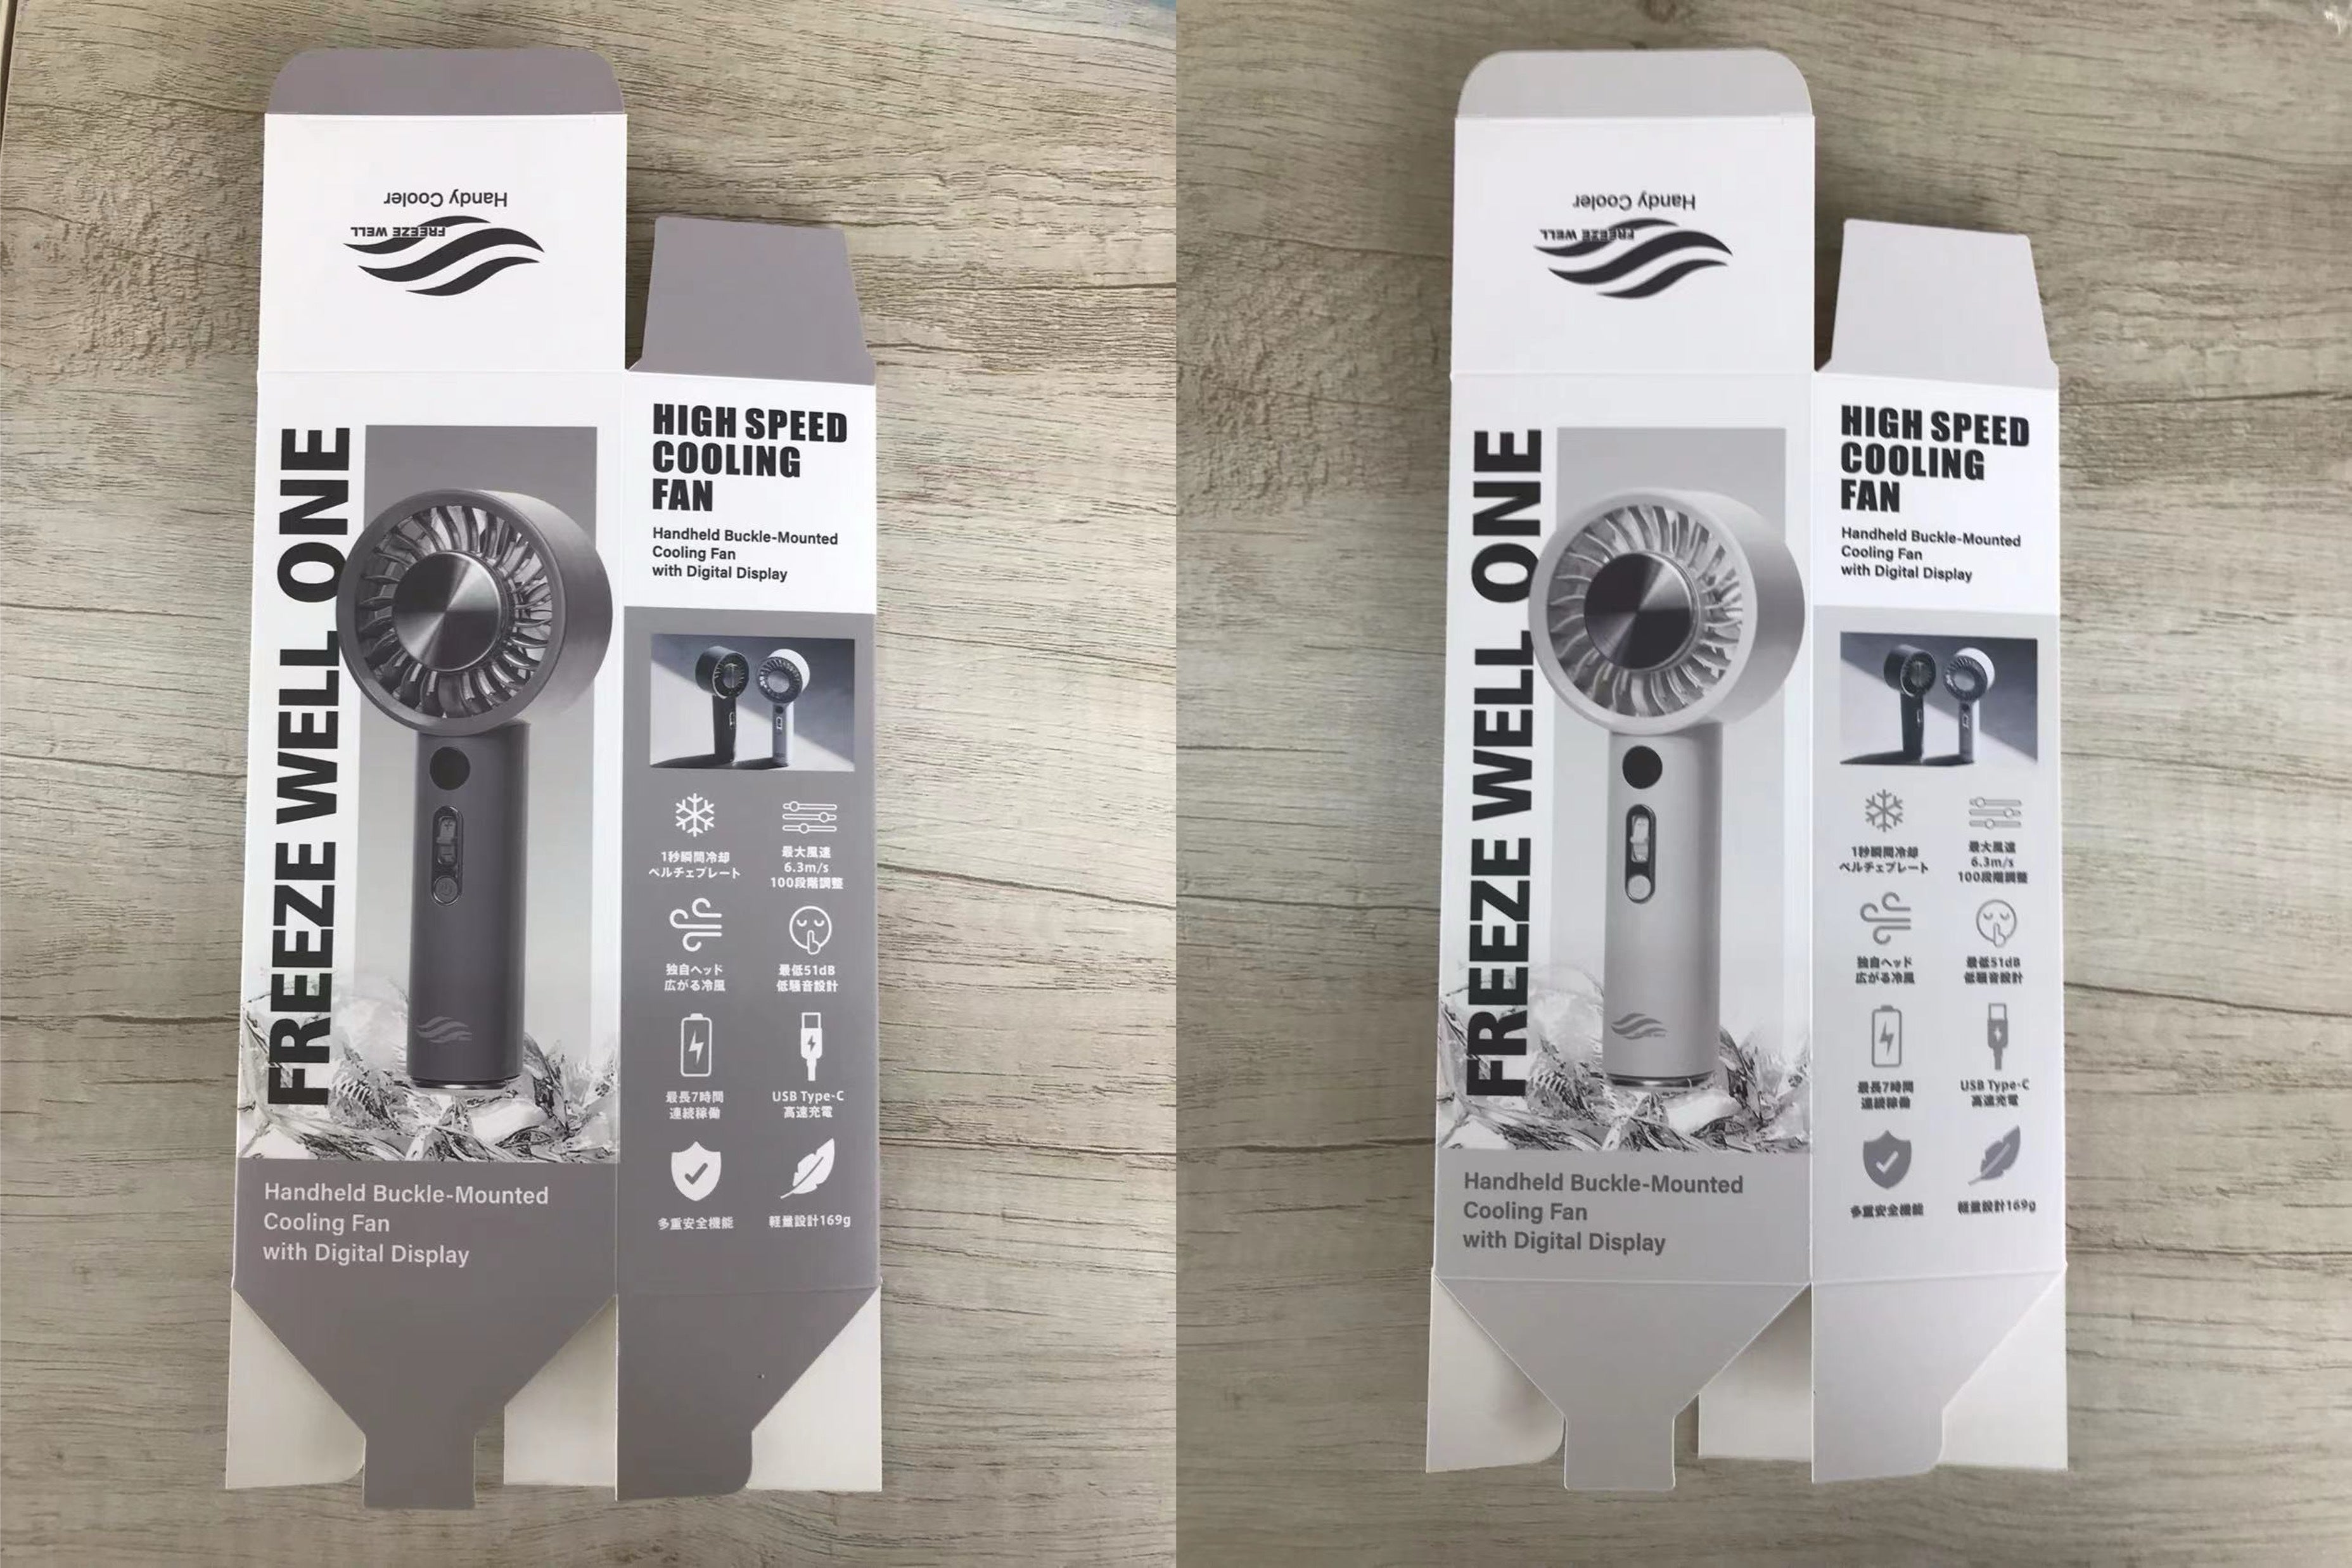 Handy Cooler
FREEZE WELL
FREEZE WELL ONE
Handheld Buckle-Mounted
Cooling Fan
with Digital Display
HIGH SPEED
COOLING
FAN
Handheld Buckle-Mounted
Cooling Fan
with Digital Display
1秒瞬間冷却
ペルチェプレート
最大風速
6.3m/s
100段階調整
独自ヘッド
広がる冷風
最低51dB
低騒音設計
最長7時間
連続稼働
USB Type-C
高速充電
多重安全機能
軽量設計169g
Handy Cooler
FREEZE WELL
FREEZE WELL ONE
Handheld Buckle-Mounted
Cooling Fan
with Digital Display
HIGH SPEED
COOLING
FAN
Handheld Buckle-Mounted
Cooling Fan
with Digital Display
1秒瞬間冷却
ペルチェプレート
最大風速
6.3m/s
100段階調整
独自ヘッド
広がる冷風
最低51dB
低騒音設計
最長7時間
連続稼働
USB Type-C
高速充電
多重安全機能
軽量設計169g